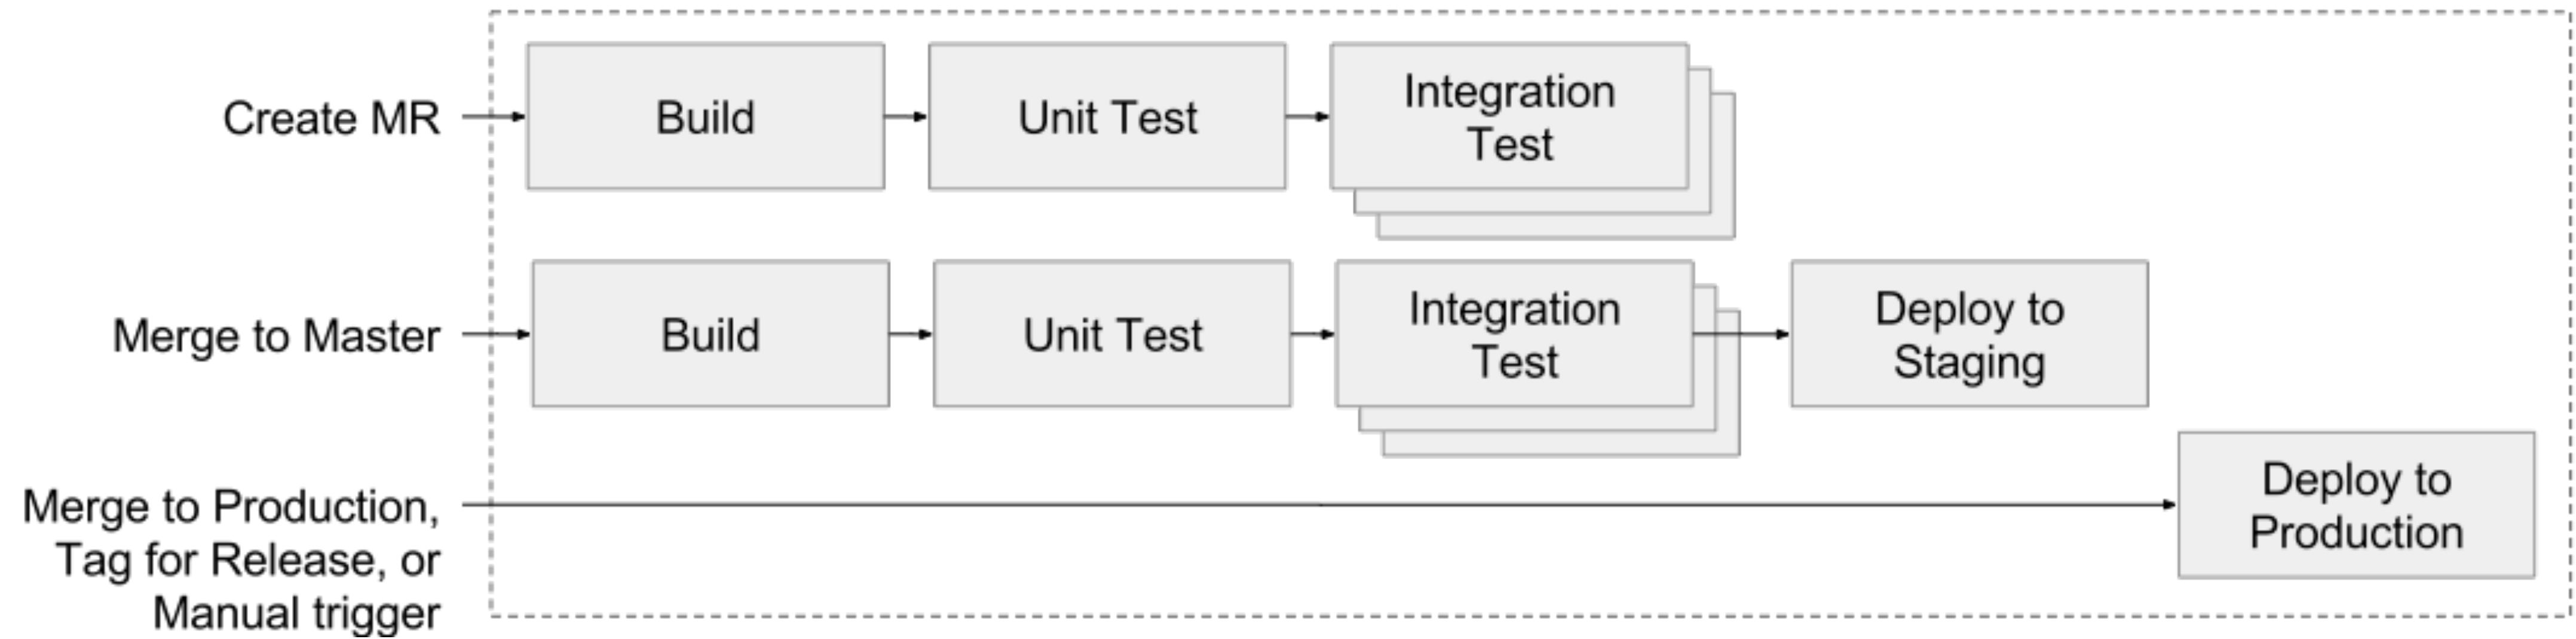 Create MR
Build
Unit Test
Integration
Test
Merge to Master
Build
Unit Test
Integration
Test
Deploy to
Staging
Merge to Production,
Tag for Release, or
Manual trigger
Deploy to
Production